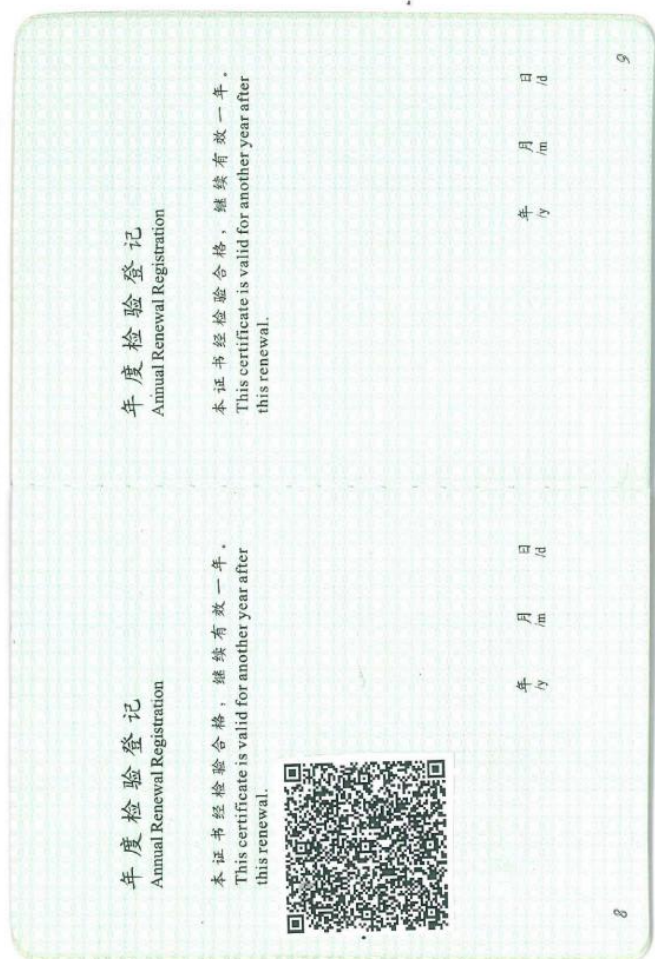 年度检验登记
Annual Renewal Registration
本证书经检验合格，继续有效一年。
This certificate is valid for another year after
this renewal.
年 月 日
/y /m /d
8
年度检验登记
Annual Renewal Registration
本证书经检验合格，继续有效一年。
This certificate is valid for another year after
this renewal.
年 月 日
/y /m /d
9